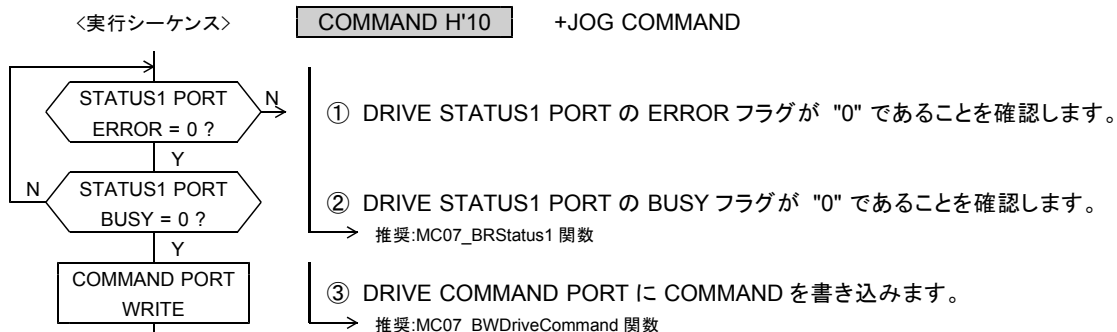 〈実行シーケンス〉 COMMAND H'10 +JOG COMMAND
STATUS1 PORT
ERROR = 0 ?
N
① DRIVE STATUS1 PORT の ERROR フラグが "0" であることを確認します。
Y
N
STATUS1 PORT
BUSY = 0 ?
② DRIVE STATUS1 PORT の BUSY フラグが "0" であることを確認します。
推奨:MC07_BRStatus1 関数
Y
COMMAND PORT
WRITE
③ DRIVE COMMAND PORT に COMMAND を書き込みます。
推奨:MC07_BWDriveCommand 関数